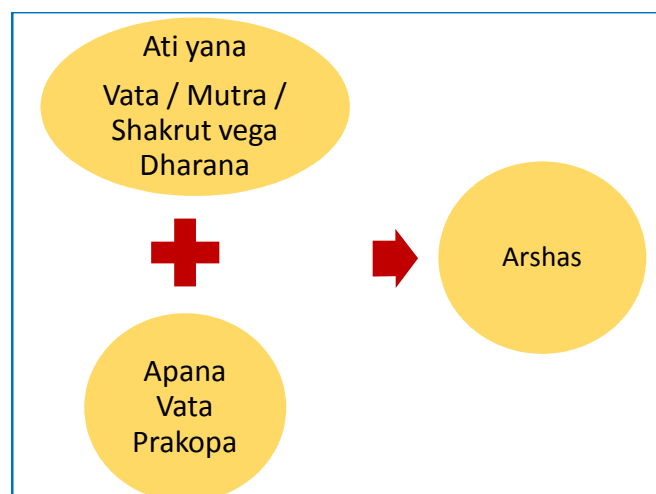 Ati yana
Vata / Mutra /
Shakrut vega
Dharana
Arshas
Apana
Vata
Prakopa